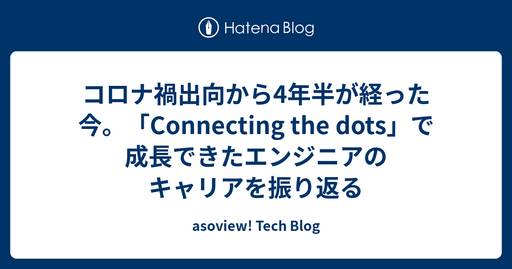 Hatena Blog
コロナ禍出向から4年半が経った
今。「Connecting the dots」で
成長できたエンジニアの
キャリアを振り返る
asoview! Tech Blog